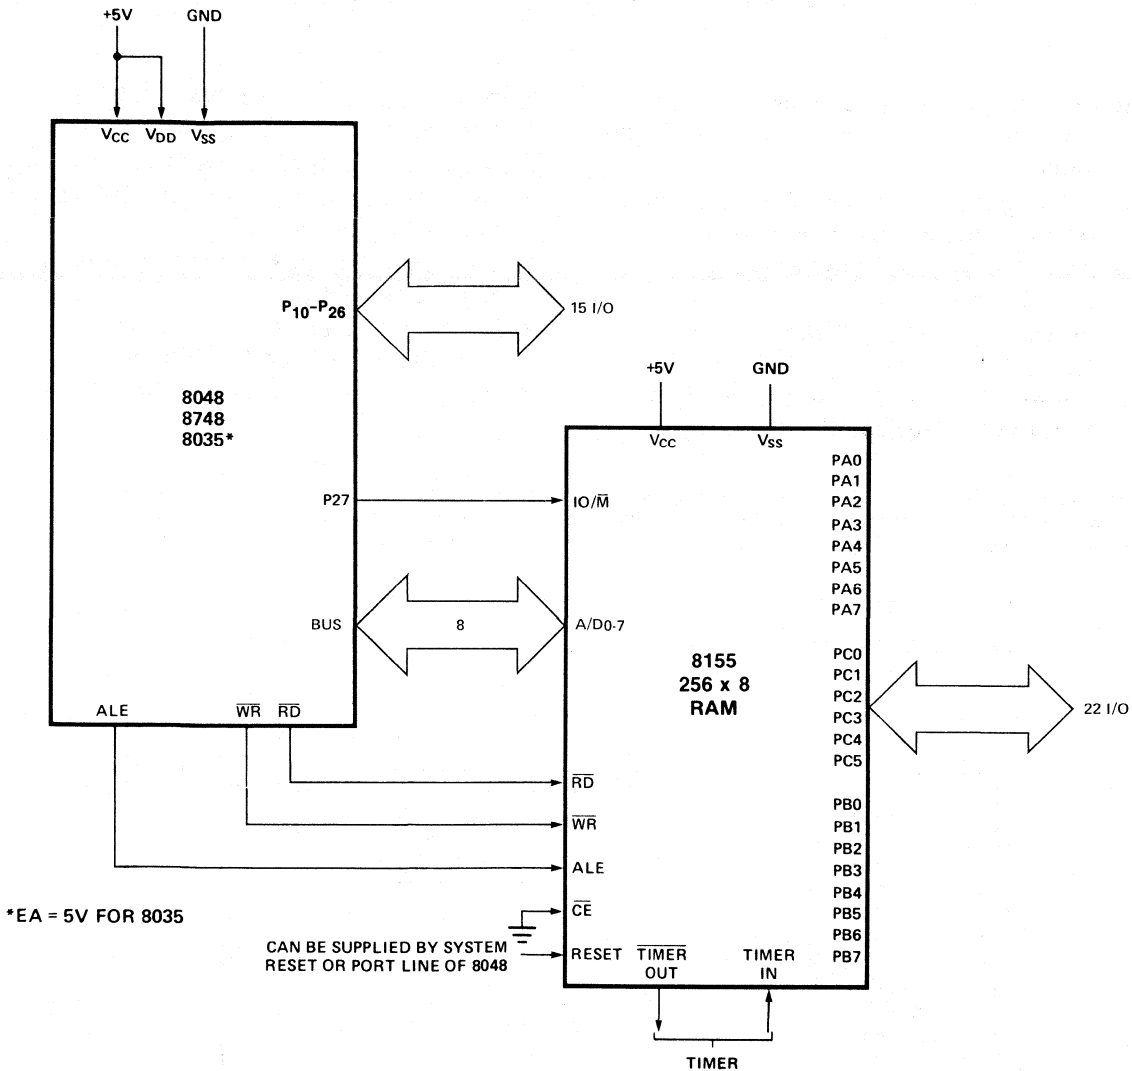 +5V
GND
VCC
VDD
VSS
P10–P26
15 I/O
8048
8748
8035*
+5V
GND
VCC
VSS
P27
IO/M̅
BUS
8
A/D0-7
8155
256 x 8
RAM
PA0
PA1
PA2
PA3
PA4
PA5
PA6
PA7
PC0
PC1
PC2
PC3
PC4
PC5
22 I/O
PB0
PB1
PB2
PB3
PB4
PB5
PB6
PB7
ALE
W̅R̅
R̅D̅
R̅D̅
W̅R̅
ALE
C̅E̅
*EA = 5V FOR 8035
CAN BE SUPPLIED BY SYSTEM
RESET OR PORT LINE OF 8048
RESET
T̅I̅M̅E̅R̅
OUT
TIMER
IN
TIMER